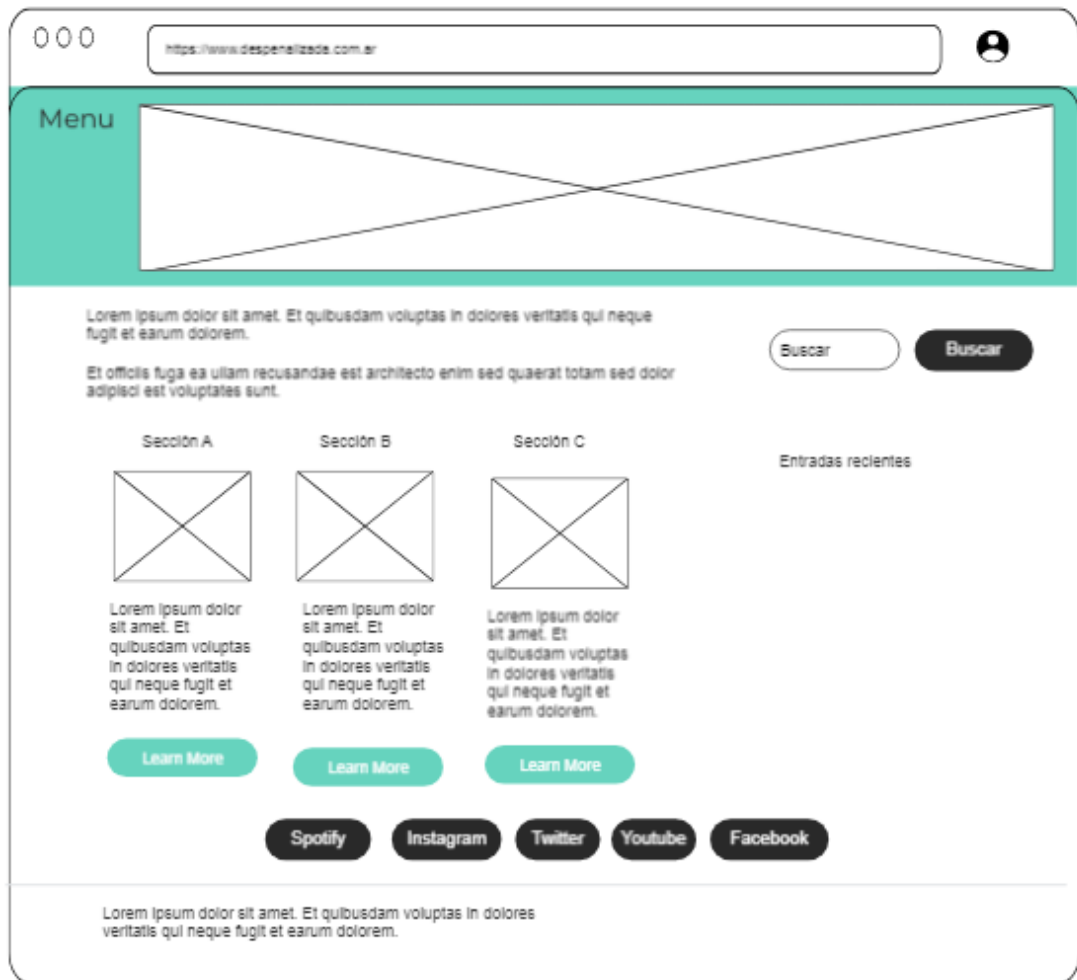 000
https://www.despenalizada.com.ar
Menu
Lorem ipsum dolor sit amet. Et quibusdam voluptas in dolores veritatis qui neque
fugit et earum dolorem.
Et officiis fuga ea ullam recusandae est architecto enim sed quaerat totam sed dolor
adipisci est voluptates sunt.
Buscar
Buscar
Sección A
Sección B
Sección C
Entradas recientes
Lorem ipsum dolor
sit amet. Et
quibusdam voluptas
in dolores veritatis
qui neque fugit et
earum dolorem.
Learn More
Lorem ipsum dolor
sit amet. Et
quibusdam voluptas
in dolores veritatis
qui neque fugit et
earum dolorem.
Learn More
Lorem ipsum dolor
sit amet. Et
quibusdam voluptas
in dolores veritatis
qui neque fugit et
earum dolorem.
Learn More
Spotify
Instagram
Twitter
Youtube
Facebook
Lorem ipsum dolor sit amet. Et quibusdam voluptas in dolores
veritatis qui neque fugit et earum dolorem.